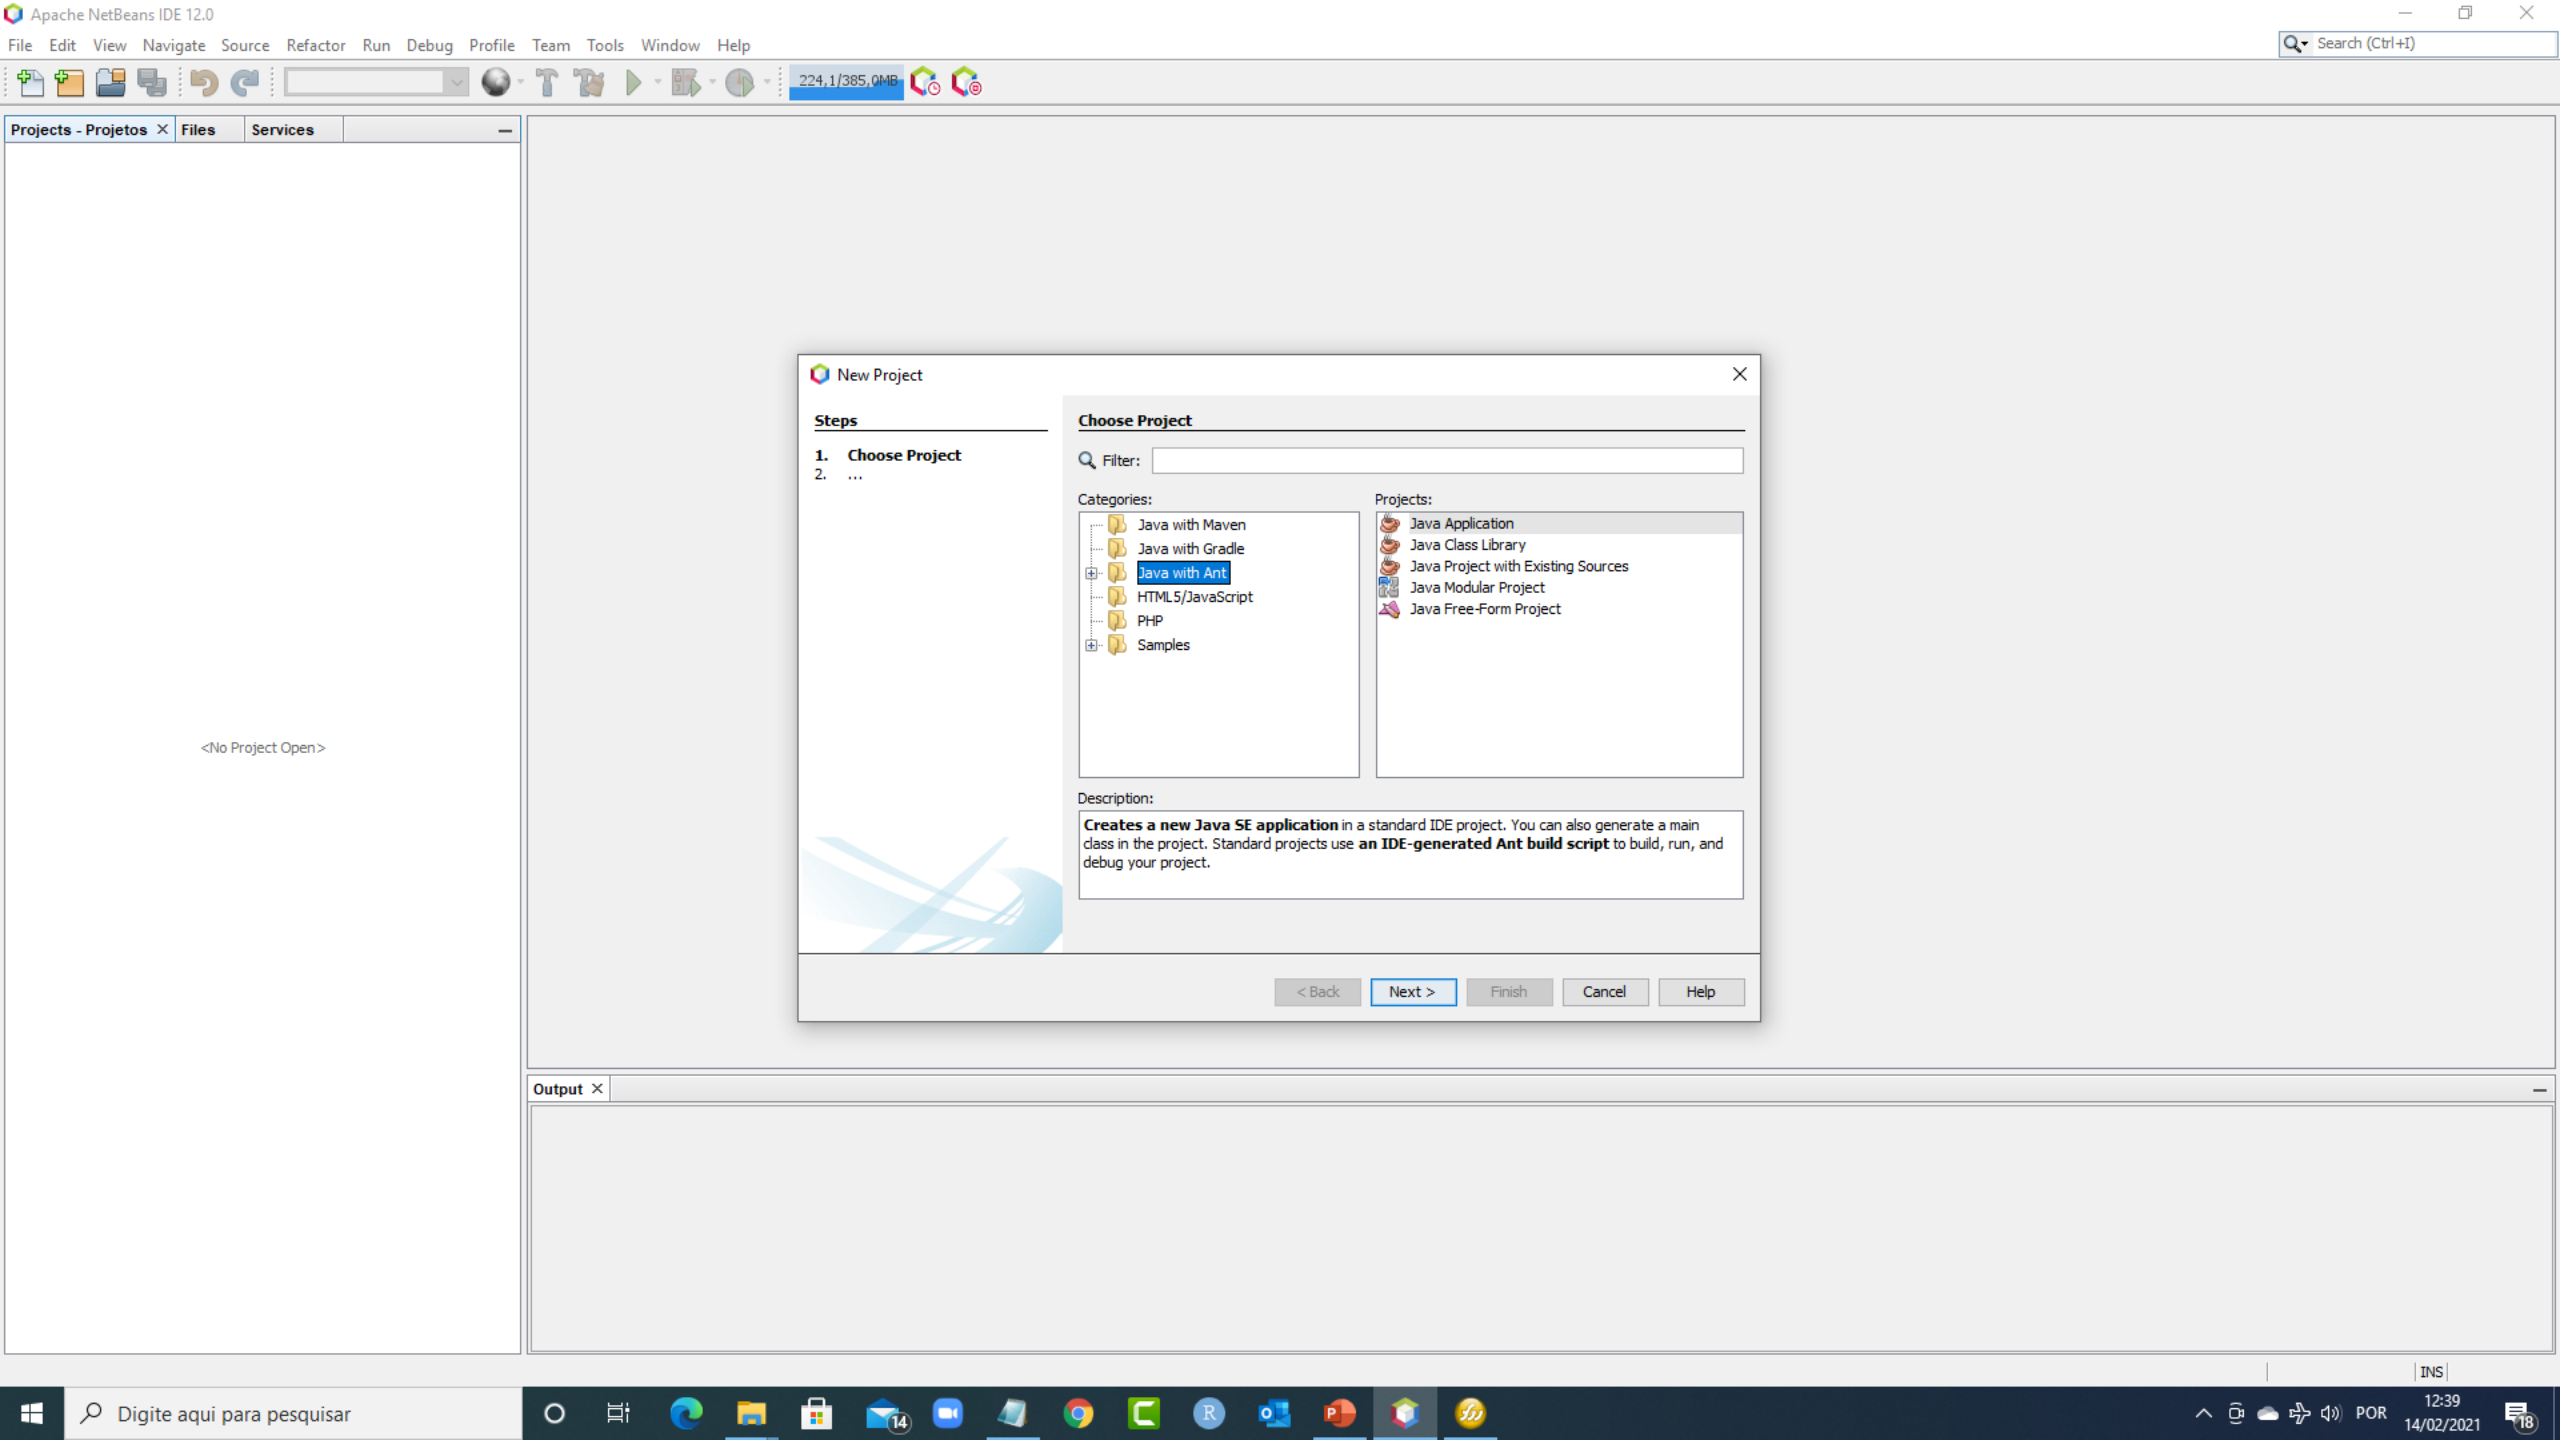 Apache NetBeans IDE 12.0
File Edit View Navigate Source Refactor Run Debug Profile Team Tools Window Help
Search (Ctrl+I)
224,1/385,0MB
Projects - Projetos Files Services
<No Project Open>
New Project
Steps
1. Choose Project
2. ...
Choose Project
Filter:
Categories:
Java with Maven
Java with Gradle
Java with Ant
HTML5/JavaScript
PHP
Samples
Projects:
Java Application
Java Class Library
Java Project with Existing Sources
Java Modular Project
Java Free-Form Project
Description:
Creates a new Java SE application in a standard IDE project. You can also generate a main
class in the project. Standard projects use an IDE-generated Ant build script to build, run, and
debug your project.
< Back Next > Finish Cancel Help
Output
INS
Digite aqui para pesquisar
14
R
POR
12:39
14/02/2021
18